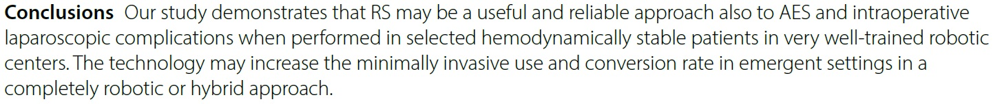 Conclusions Our study demonstrates that RS may be a useful and reliable approach also to AES and intraoperative
laparoscopic complications when performed in selected hemodynamically stable patients in very well-trained robotic
centers. The technology may increase the minimally invasive use and conversion rate in emergent settings in a
completely robotic or hybrid approach.